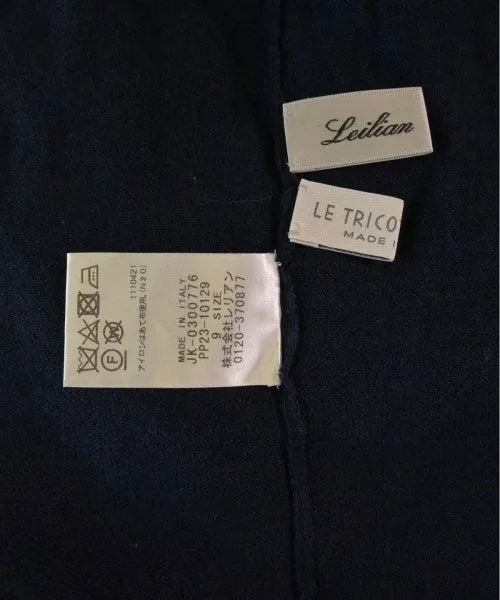 Leilian
LE TRICO
MADE
MADE IN ITALY
JK-0300776
PP23-10129
9 SIZE
株式会社レリアン
0120-370877
1110421
アイロンはあて布使用。(N20)
F